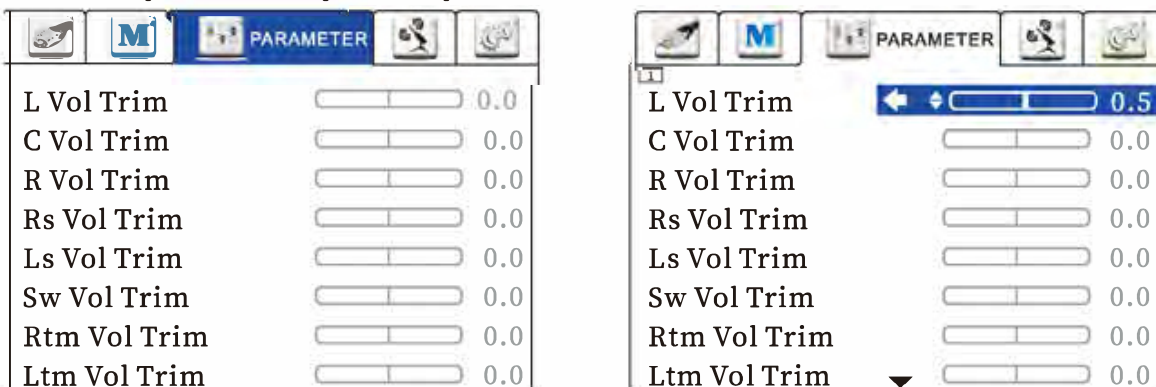 M PARAMETER
L Vol Trim 0.0
C Vol Trim 0.0
R Vol Trim 0.0
Rs Vol Trim 0.0
Ls Vol Trim 0.0
Sw Vol Trim 0.0
Rtm Vol Trim 0.0
Ltm Vol Trim 0.0
M PARAMETER
1
L Vol Trim 0.5
C Vol Trim 0.0
R Vol Trim 0.0
Rs Vol Trim 0.0
Ls Vol Trim 0.0
Sw Vol Trim 0.0
Rtm Vol Trim 0.0
Ltm Vol Trim 0.0